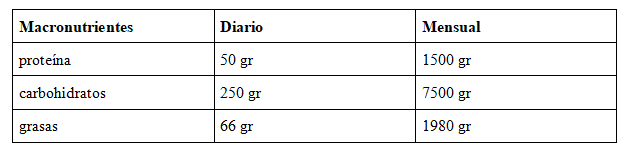 Macronutrientes Diario Mensual
proteína 50 gr 1500 gr
carbohidratos 250 gr 7500 gr
grasas 66 gr 1980 gr